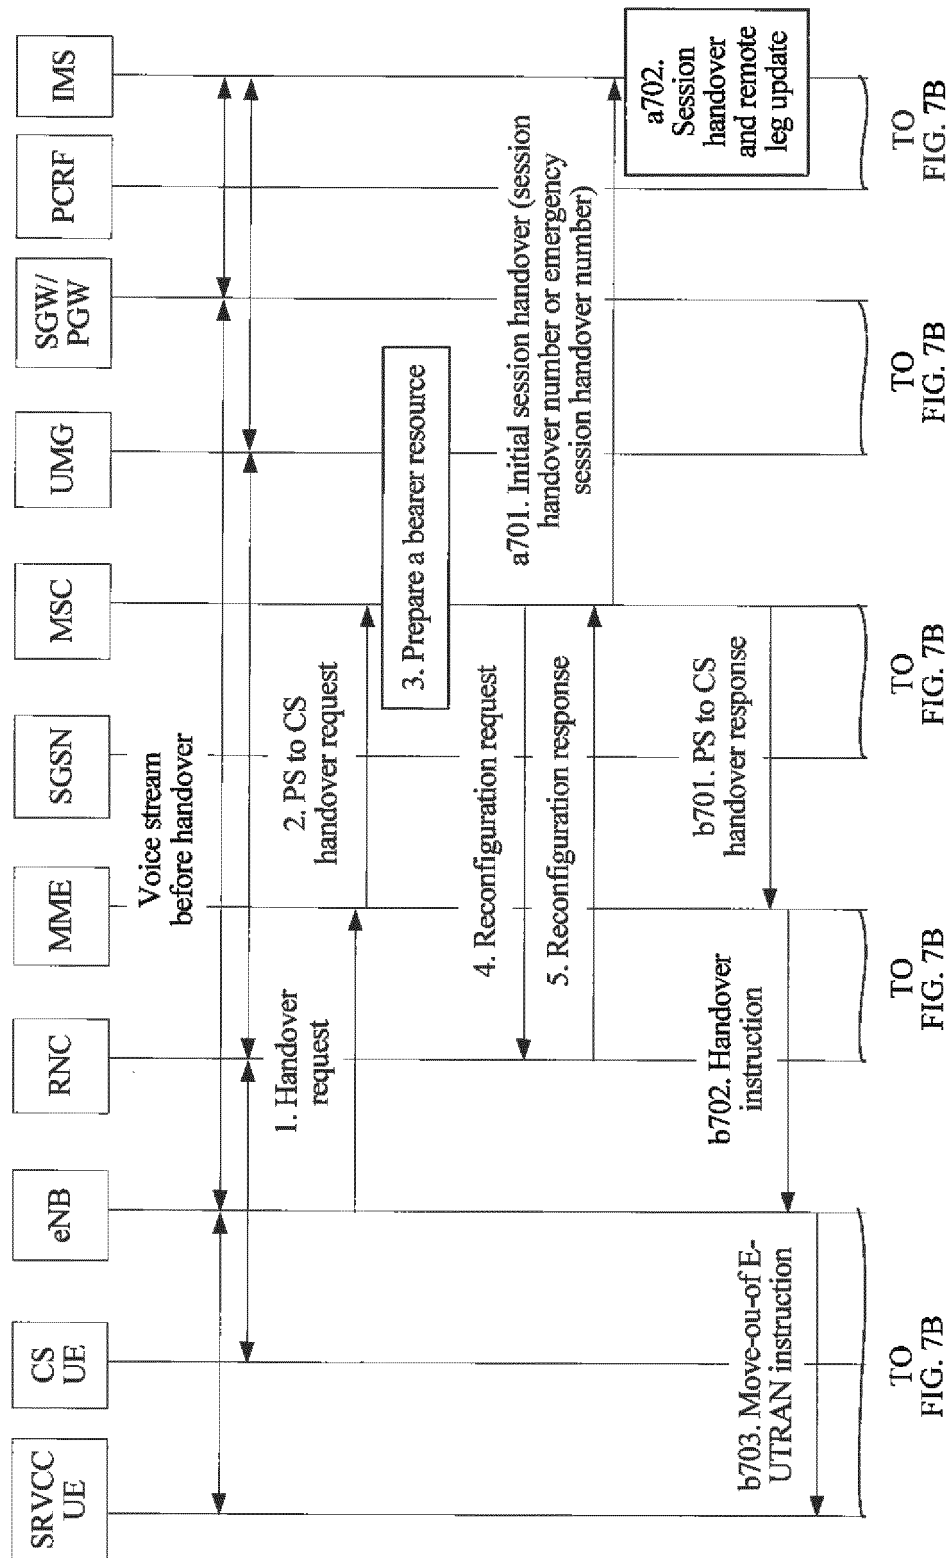 SRVCC
UE
CS
UE
eNB
RNC
MME
SGSN
MSC
UMG
SGW/
PGW
PCRF
IMS
Voice stream
before handover
1. Handover
request
2. PS to CS
handover request
3. Prepare a bearer resource
4. Reconfiguration request
5. Reconfiguration response
a701. Initial session handover (session
handover number or emergency
session handover number)
a702.
Session
handover
and remote
leg update
b701. PS to CS
handover response
b702. Handover
instruction
b703. Move-ou-of E-
UTRAN instruction
TO
FIG. 7B
TO
FIG. 7B
TO
FIG. 7B
TO
FIG. 7B
TO
FIG. 7B